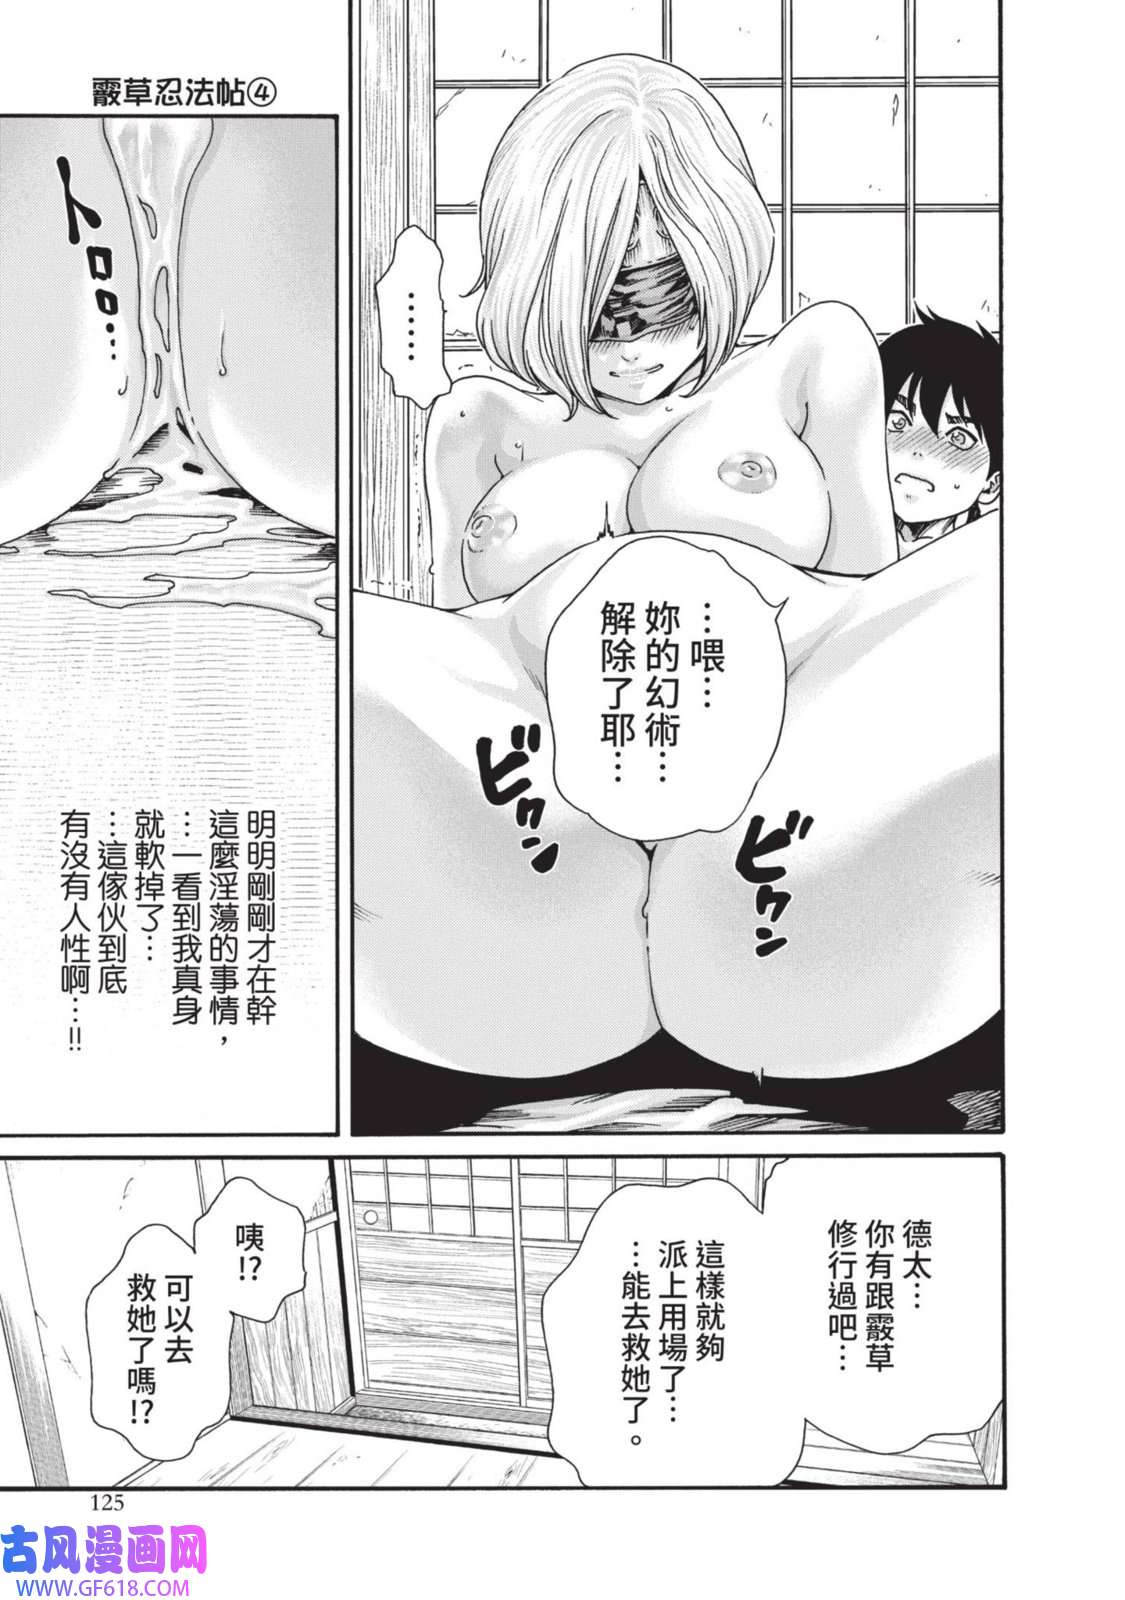 霰草忍法帖④
…喂…
妳的幻術…
解除了耶…
……
ビクン
ビクン
トロロ…
明明剛剛才在幹
這麼淫蕩的事情，
…一看到我真身
就軟掉了…
…這傢伙到底
有沒有人性啊…!!
德太…
你有跟霰草
修行過吧…
這樣就夠
派上用場了…
…能去救她了。
咦!?
可以去
救她了嗎!?
125
古风漫画网
WWW.GF618.COM